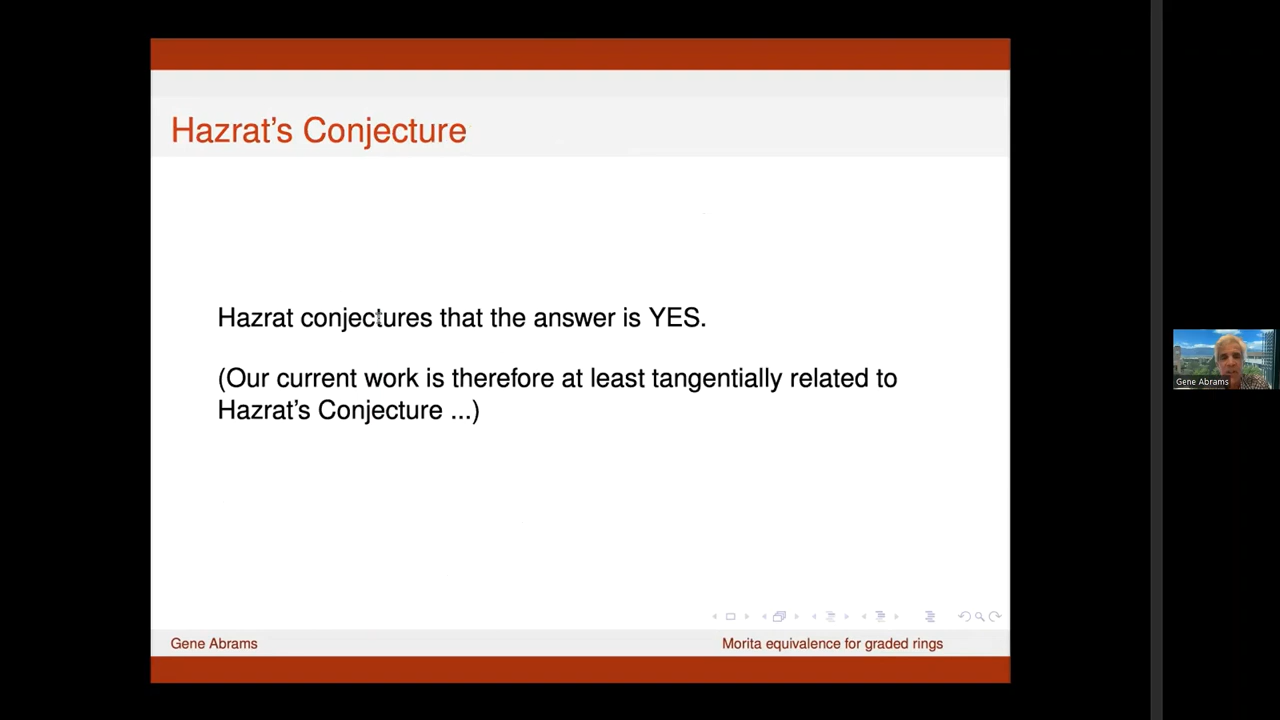 Hazrat's Conjecture
Hazrat conjectures that the answer is YES.
(Our current work is therefore at least tangentially related to
Hazrat's Conjecture ...)
Gene Abrams
Morita equivalence for graded rings
Gene Abrams